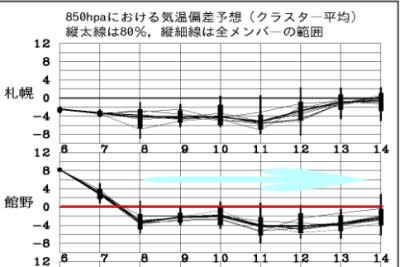 850hpaにおける気温偏差予想（クラスター平均）
縦太線は80%，縦細線は全メンバーの範囲
12
8
4
札幌 0
-4
-8
6 7 8 9 10 11 12 13 14
12
8
4
館野 0
-4
-8
-12
6 7 8 9 10 11 12 13 14